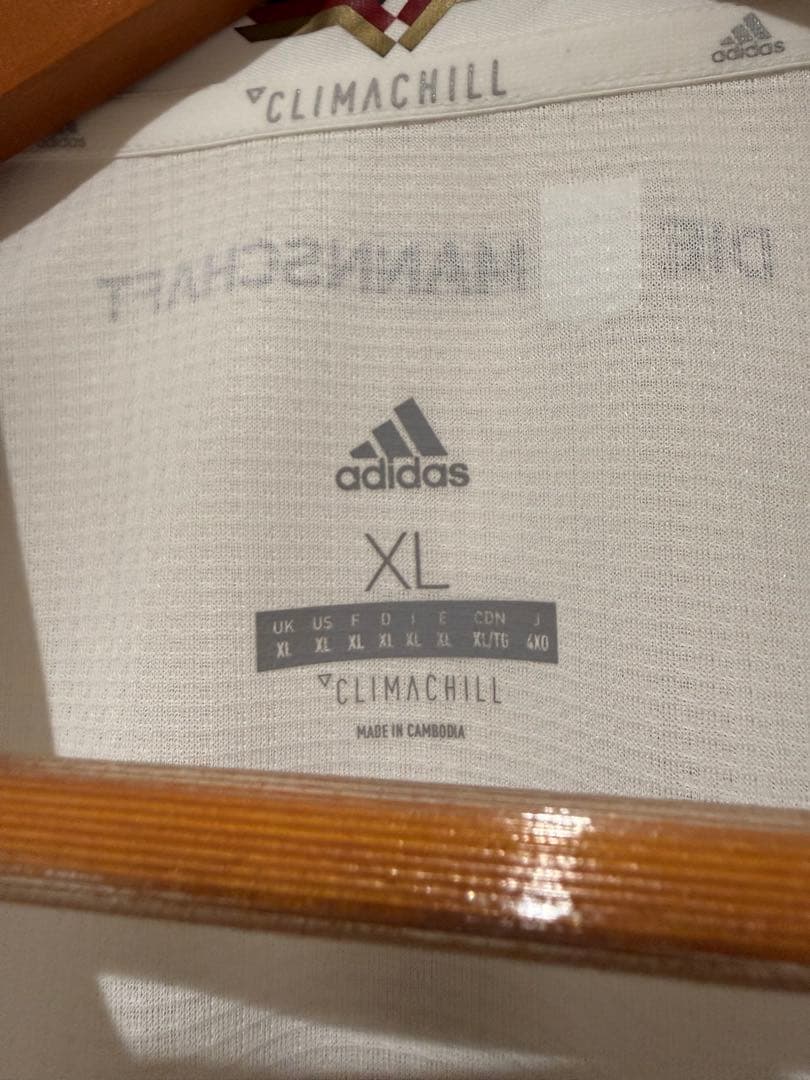 adidas
CLIMACHILL
adidas
DIE MANNSCHAFT
adidas
XL
UK US F D I E CDN J
XL XL XL XL XL XL XL/TG 4XO
CLIMACHILL
MADE IN CAMBODIA